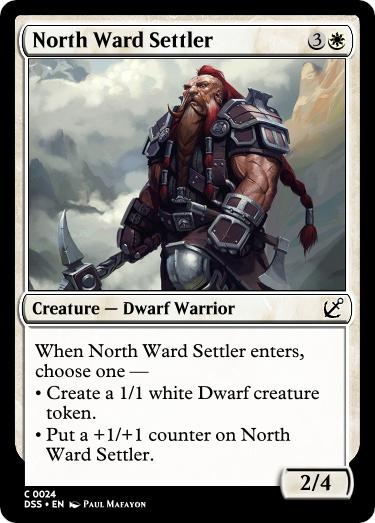 North Ward Settler 3
Creature — Dwarf Warrior
When North Ward Settler enters,
choose one —
• Create a 1/1 white Dwarf creature
token.
• Put a +1/+1 counter on North
Ward Settler.
2/4
C 0024
DSS • EN PAUL MAFAYON